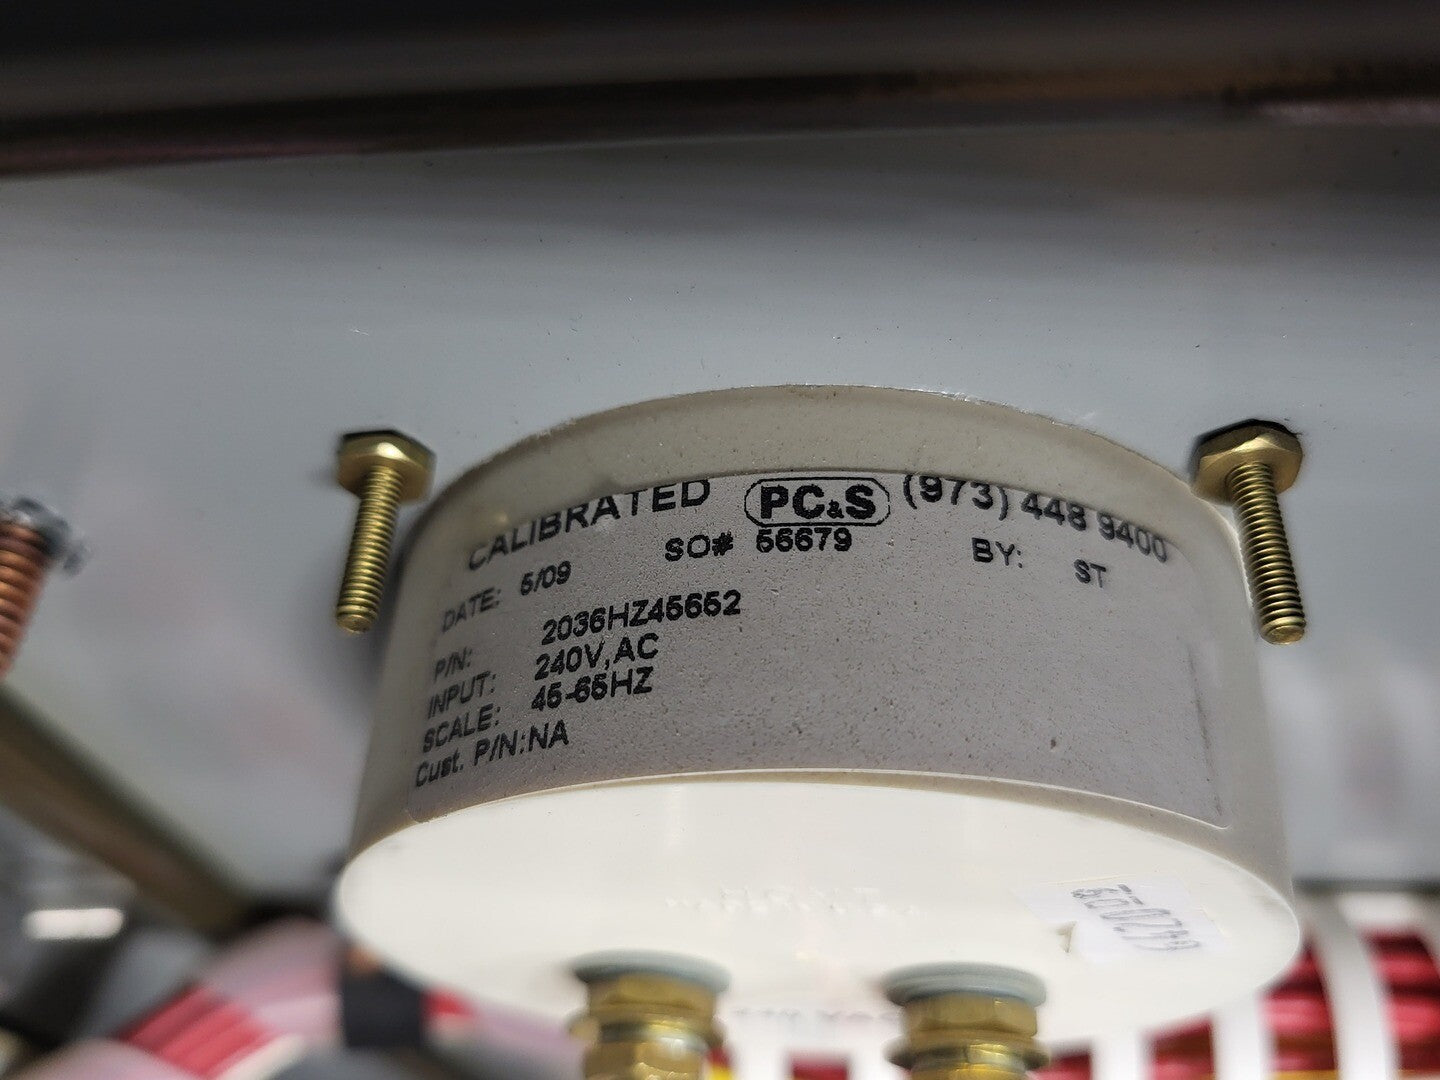 CALIBRATED PC&S (973) 448 9400
DATE: 5/09 SO# 56679 BY: ST
P/N: 2036HZ45652
INPUT: 240V,AC
SCALE: 45-65HZ
Cust. P/N:NA